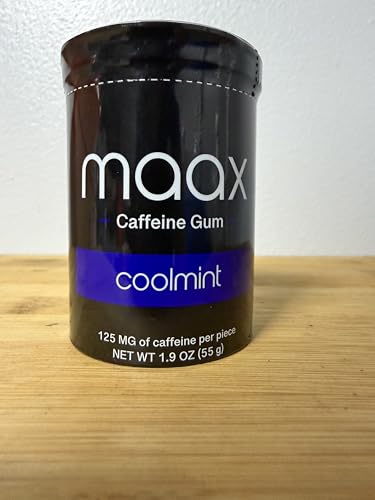 maax
Caffeine Gum
coolmint
125 MG of caffeine per piece
NET WT 1.9 OZ (55 g)